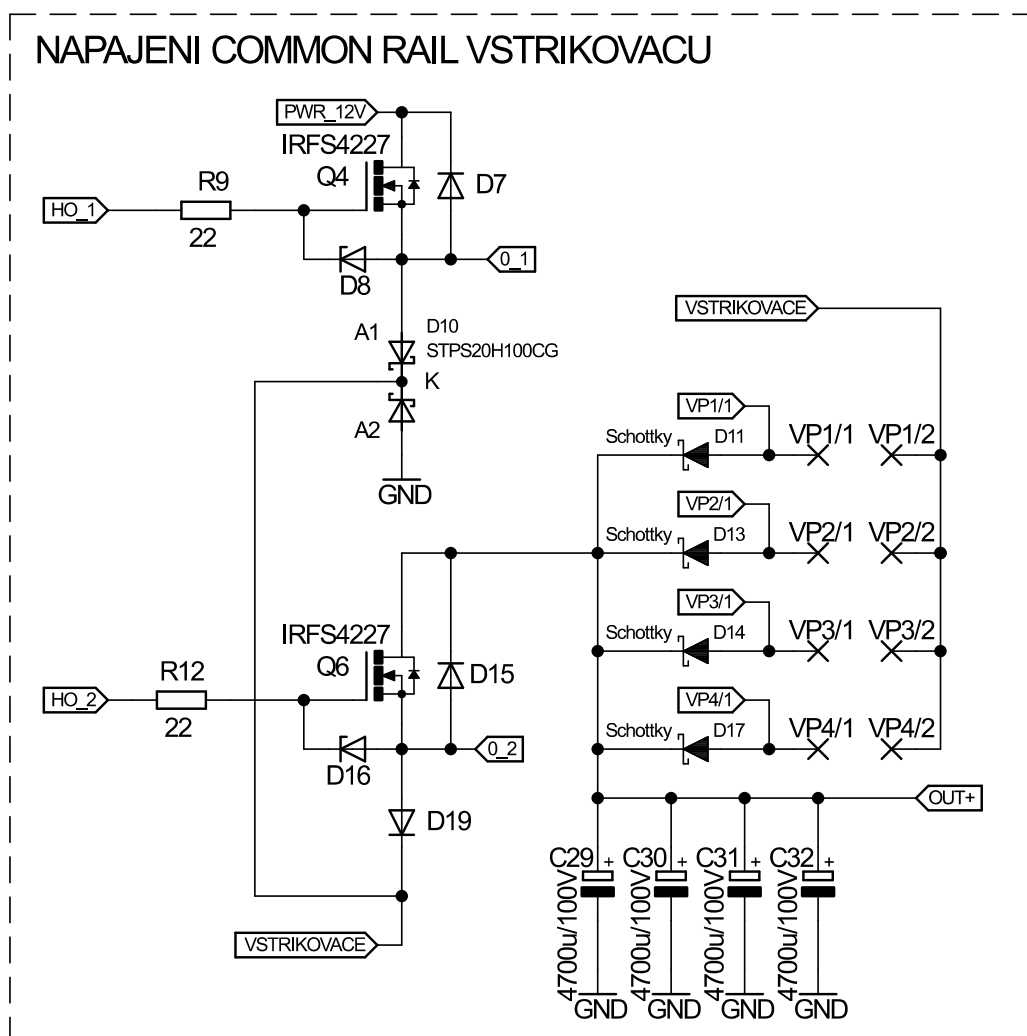 NAPAJENI COMMON RAIL VSTRIKOVACU
PWR_12V
IRFS4227
Q4
D7
R9
HO_1
22
D8
0_1
A1
D10
STPS20H100CG
K
A2
GND
VSTRIKOVACE
VP1/1
Schottky D11 VP1/1 VP1/2
VP2/1
Schottky D13 VP2/1 VP2/2
VP3/1
Schottky D14 VP3/1 VP3/2
VP4/1
Schottky D17 VP4/1 VP4/2
IRFS4227
Q6
D15
R12
HO_2
22
D16
0_2
D19
VSTRIKOVACE
OUT+
C29 + C30 + C31 + C32 +
4700u/100V 4700u/100V 4700u/100V 4700u/100V
GND GND GND GND